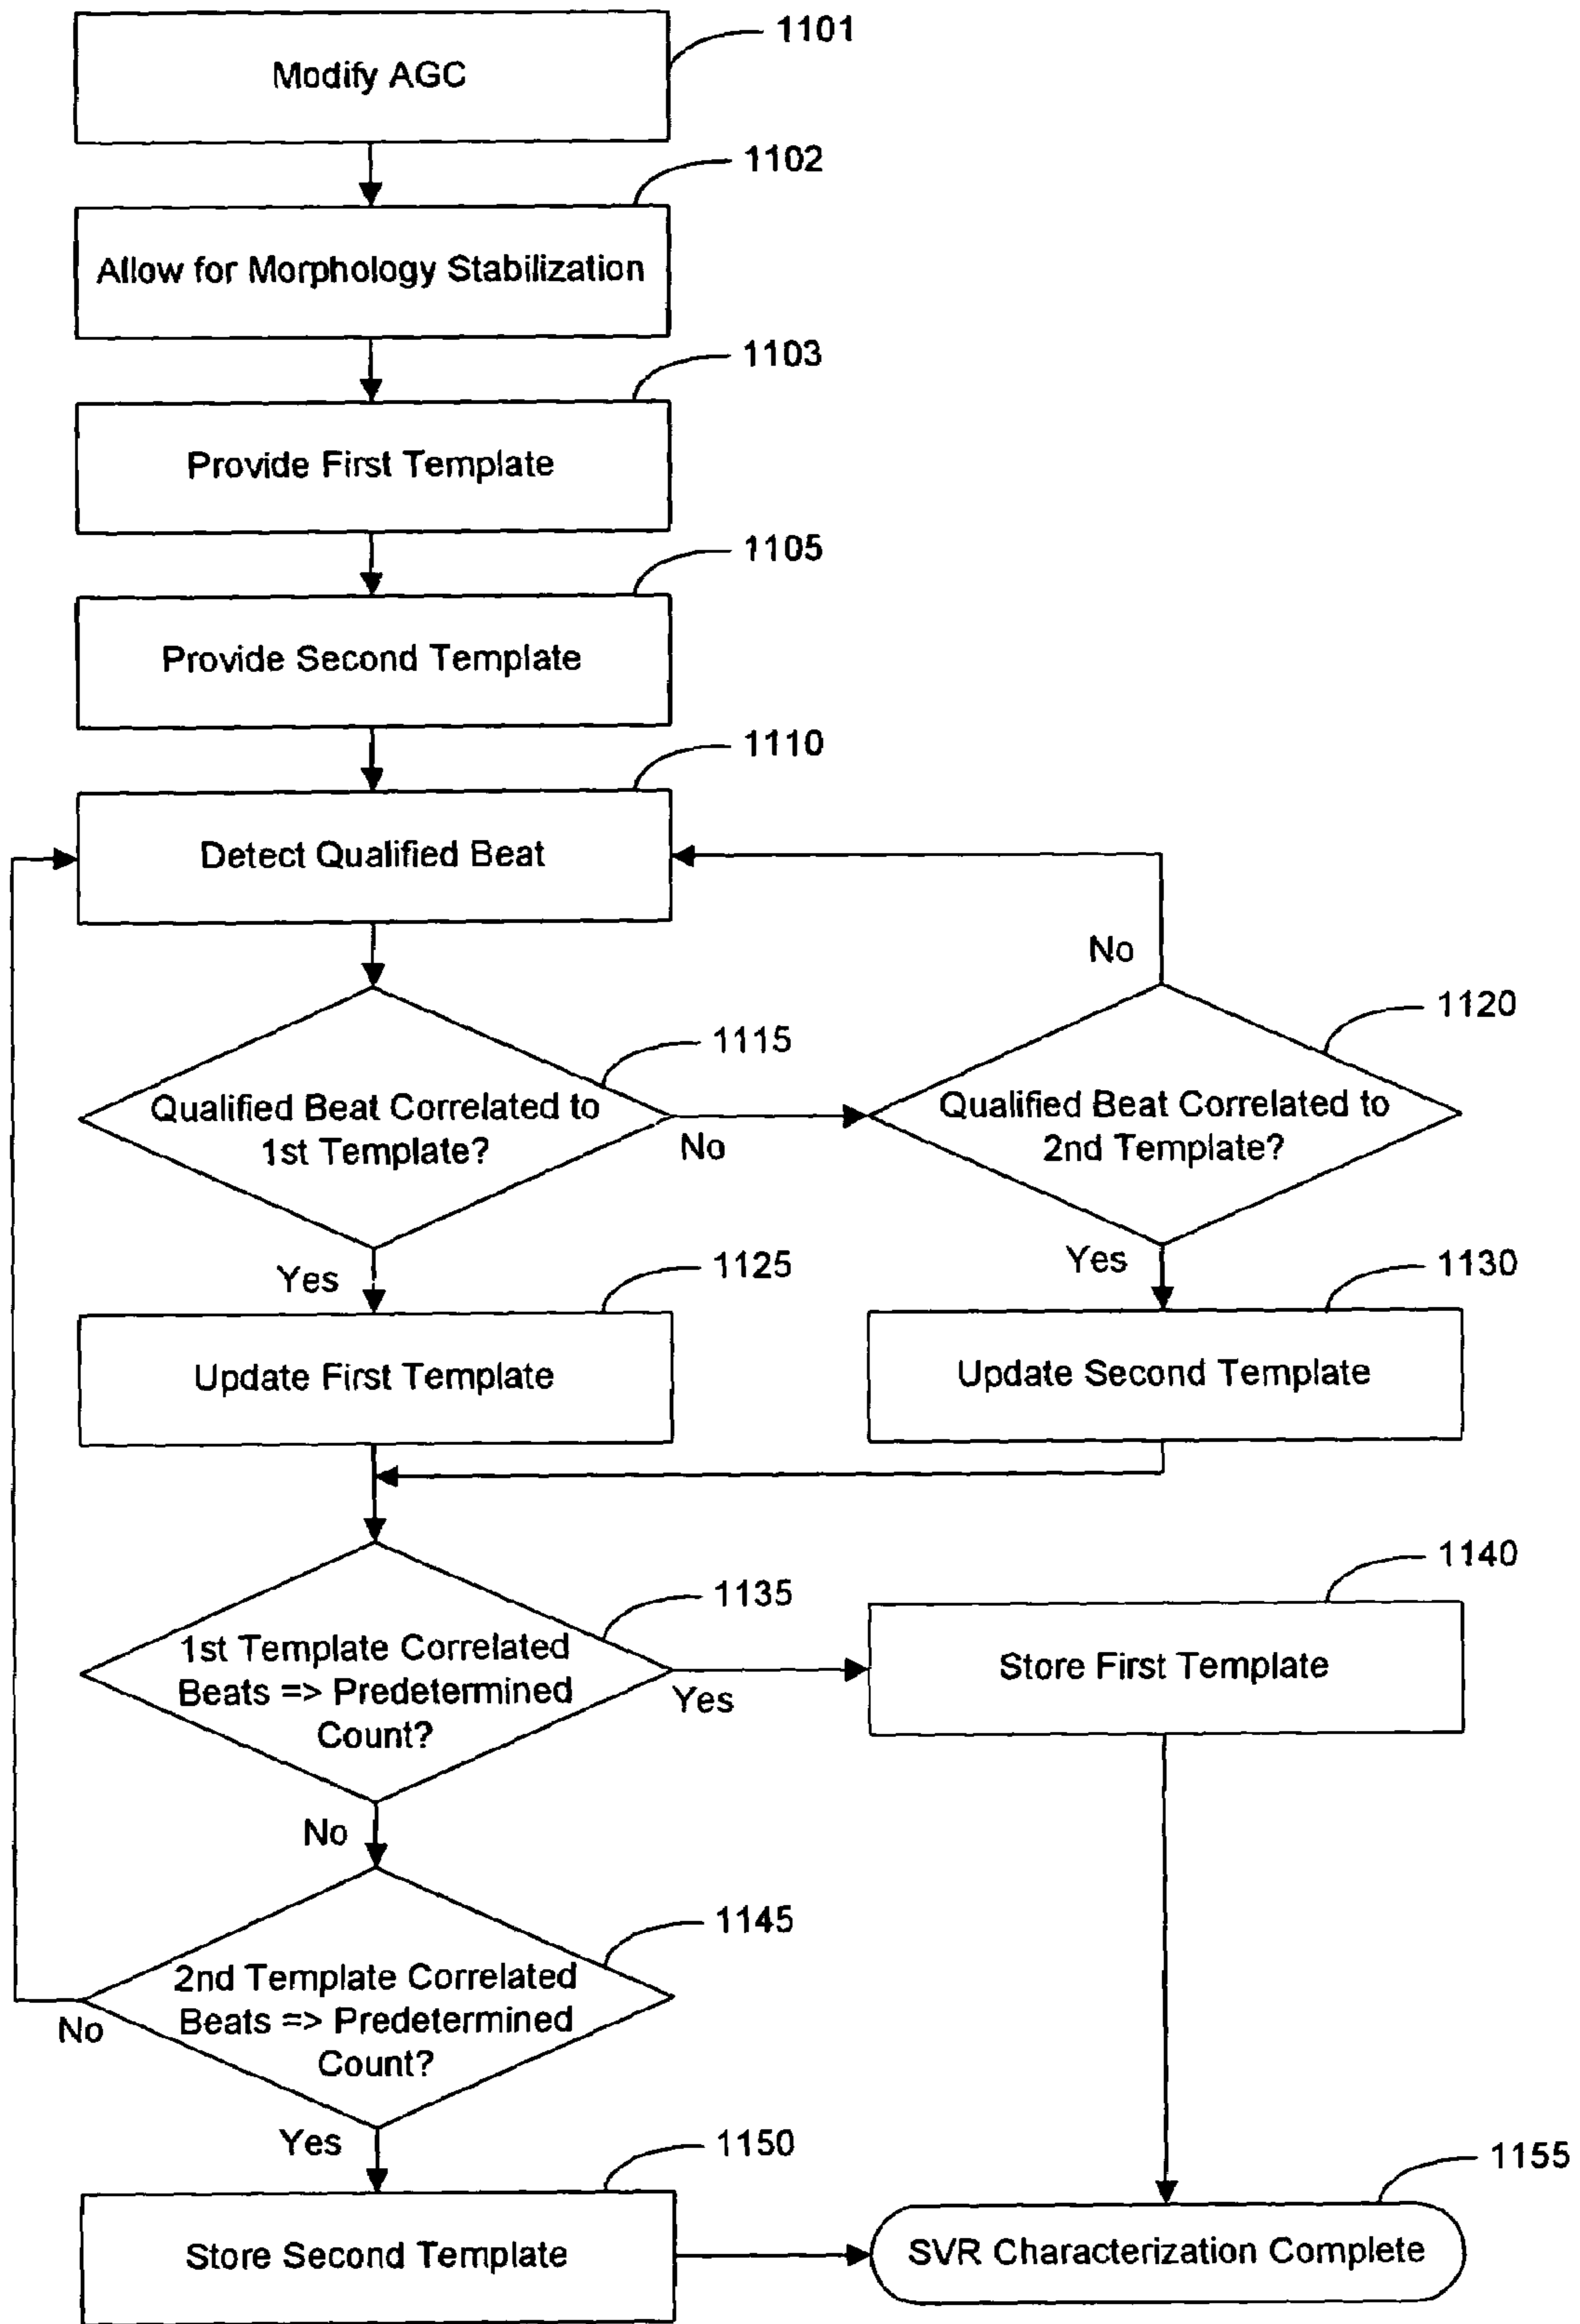 1101
Modify AGC
1102
Allow for Morphology Stabilization
1103
Provide First Template
1105
Provide Second Template
1110
Detect Qualified Beat
No
1120
1115
Qualified Beat Correlated to
1st Template?
No
Qualified Beat Correlated to
2nd Template?
Yes
1125
Yes
1130
Update First Template
Update Second Template
1140
1135
1st Template Correlated
Beats => Predetermined
Count?
Yes
Store First Template
No
1145
2nd Template Correlated
Beats => Predetermined
Count?
No
Yes
1150
1155
Store Second Template
SVR Characterization Complete